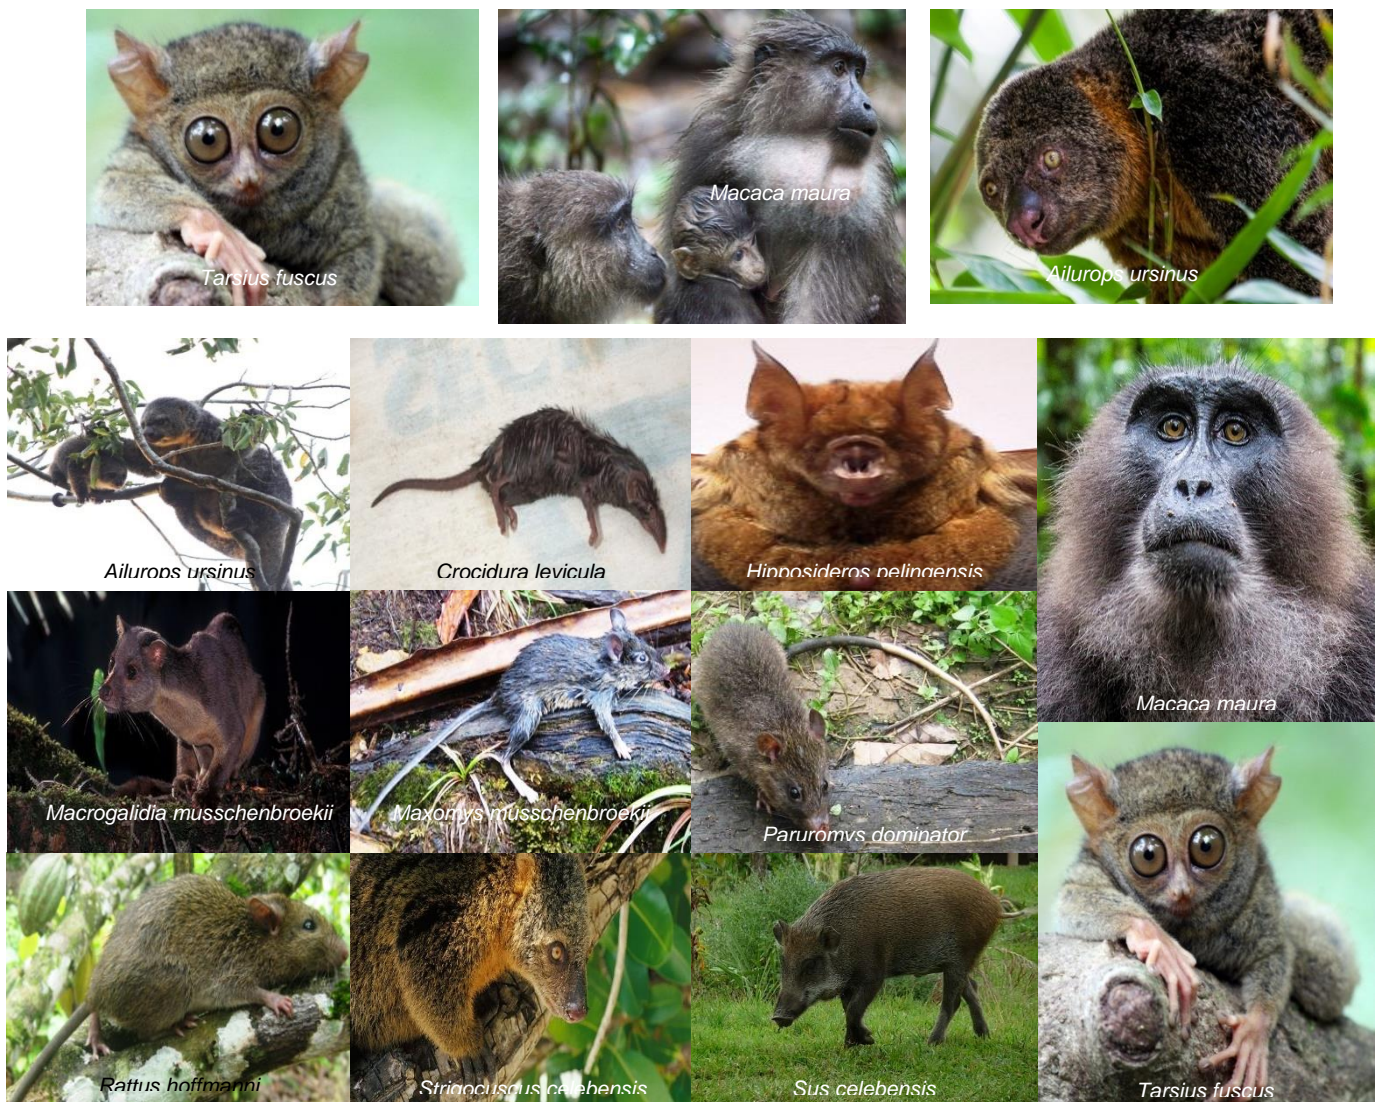 Tarsius fuscus
Macaca maura
Ailurops ursinus
Ailurops ursinus
Crocidura levicula
Hipposideros pelingensis
Macaca maura
Macrogalidia musschenbroekii
Maxomys musschenbroekii
Paruromys dominator
Rattus hoffmanni
Strigocuscus celebensis
Sus celebensis
Tarsius fuscus